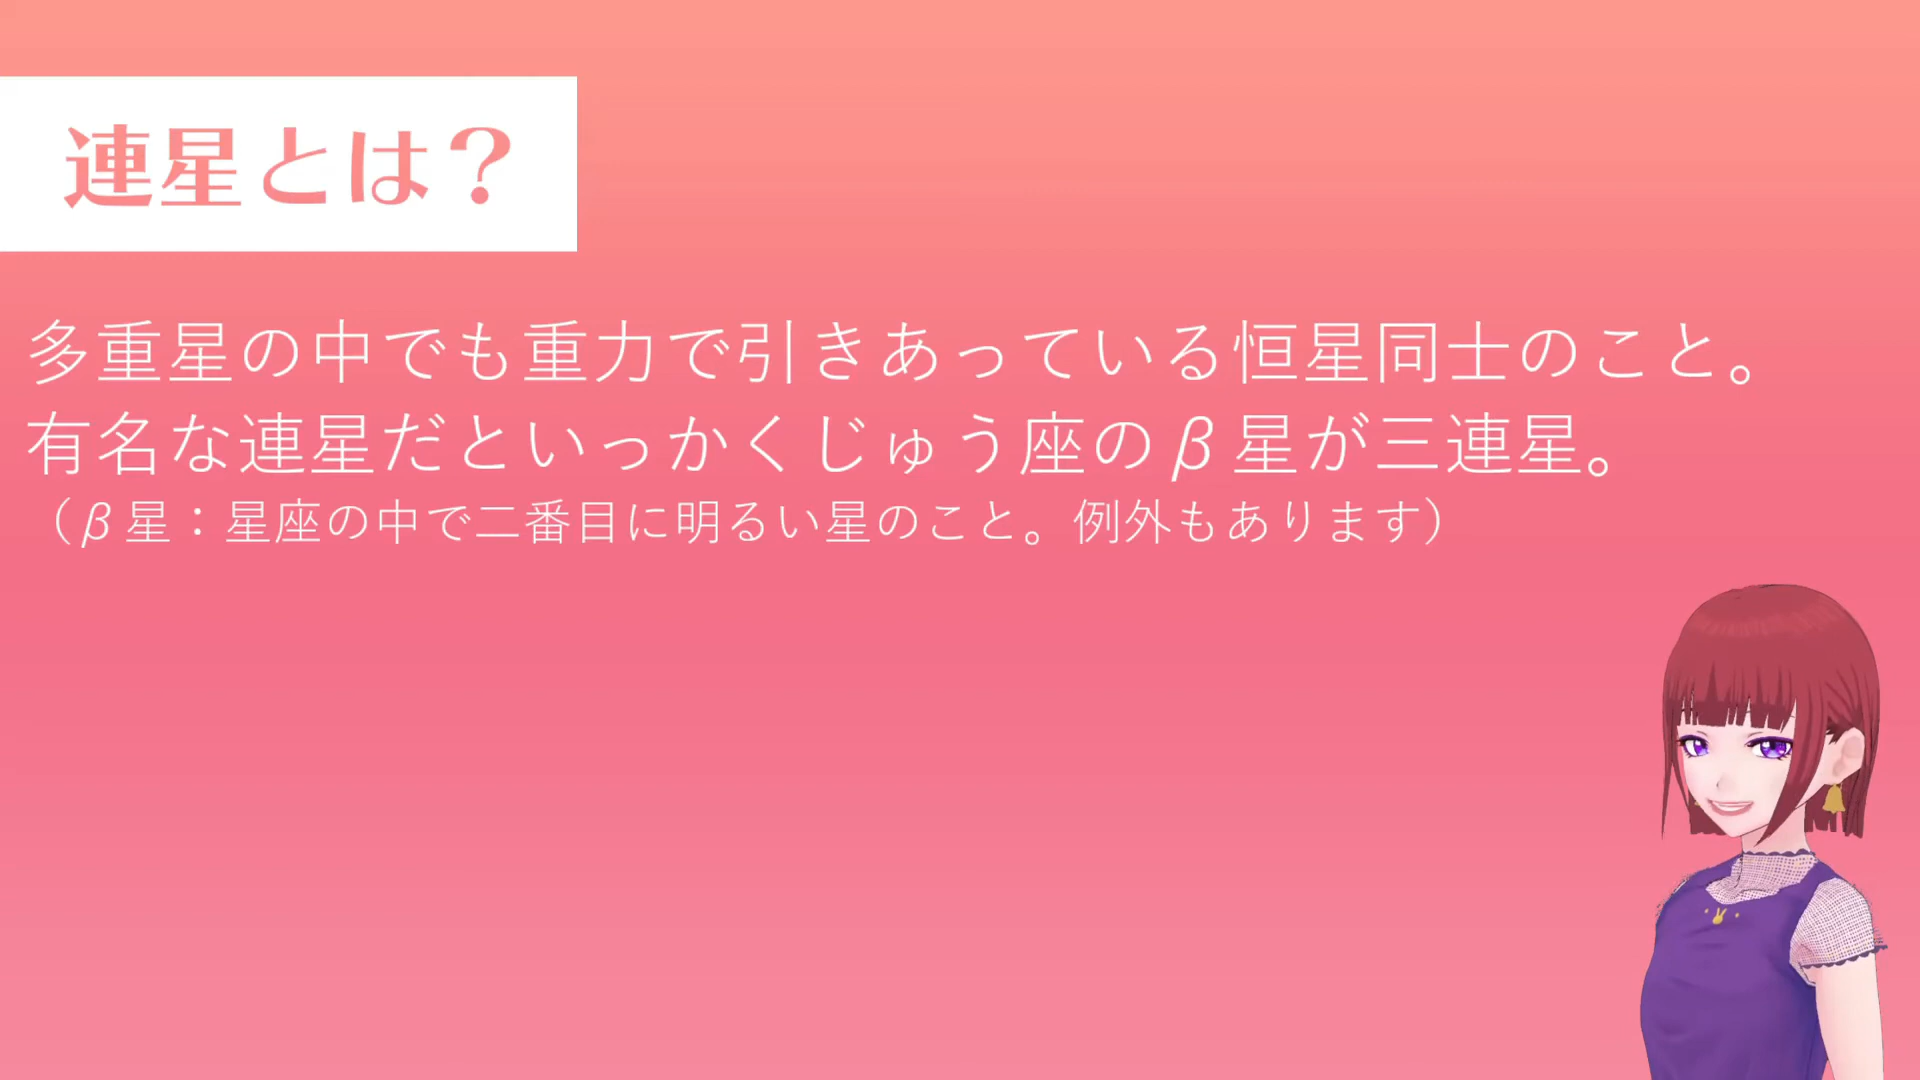 連星とは？
多重星の中でも重力で引きあっている恒星同士のこと。
有名な連星だといっかくじゅう座のβ星が三連星。
（β星：星座の中で二番目に明るい星のこと。例外もあります）